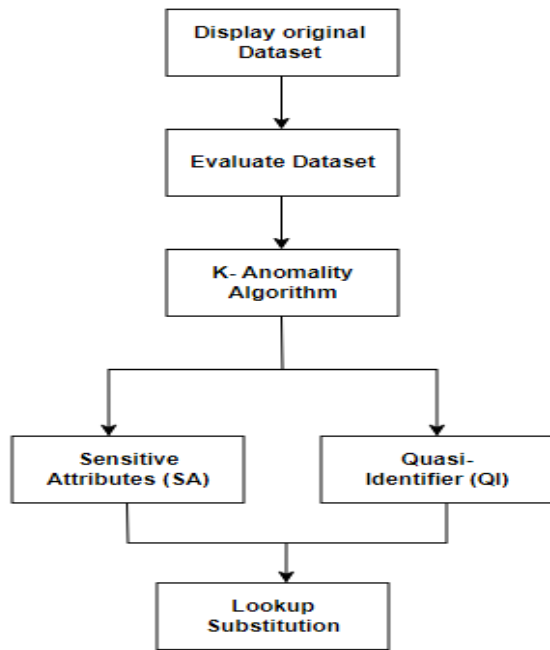 Display original
Dataset
Evaluate Dataset
K- Anomality
Algorithm
Sensitive
Attributes (SA)
Quasi-
Identifier (QI)
Lookup
Substitution